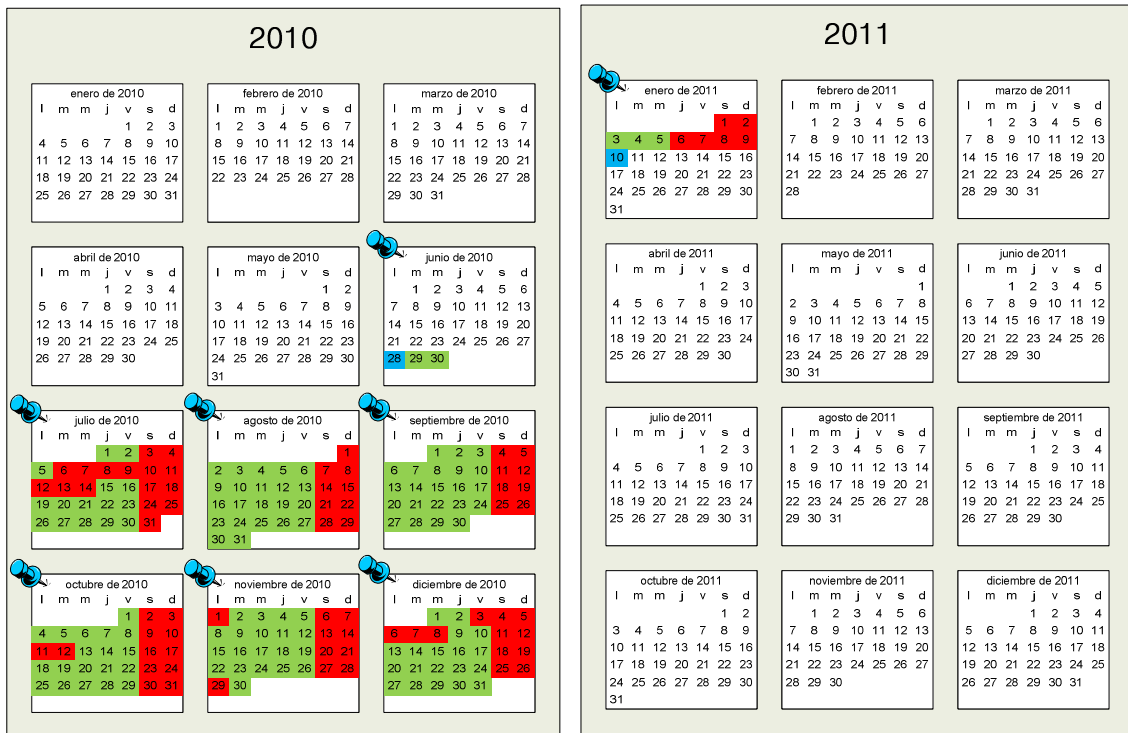 2010
enero de 2010
l m m j v s d
1 2 3
4 5 6 7 8 9 10
11 12 13 14 15 16 17
18 19 20 21 22 23 24
25 26 27 28 29 30 31
febrero de 2010
l m m j v s d
1 2 3 4 5 6 7
8 9 10 11 12 13 14
15 16 17 18 19 20 21
22 23 24 25 26 27 28
marzo de 2010
l m m j v s d
1 2 3 4 5 6 7
8 9 10 11 12 13 14
15 16 17 18 19 20 21
22 23 24 25 26 27 28
29 30 31
abril de 2010
l m m j v s d
1 2 3 4
5 6 7 8 9 10 11
12 13 14 15 16 17 18
19 20 21 22 23 24 25
26 27 28 29 30
mayo de 2010
l m m j v s d
1 2
3 4 5 6 7 8 9
10 11 12 13 14 15 16
17 18 19 20 21 22 23
24 25 26 27 28 29 30
31
junio de 2010
l m m j v s d
1 2 3 4 5 6
7 8 9 10 11 12 13
14 15 16 17 18 19 20
21 22 23 24 25 26 27
28 29 30
julio de 2010
l m m j v s d
1 2 3 4
5 6 7 8 9 10 11
12 13 14 15 16 17 18
19 20 21 22 23 24 25
26 27 28 29 30 31
agosto de 2010
l m m j v s d
1
2 3 4 5 6 7 8
9 10 11 12 13 14 15
16 17 18 19 20 21 22
23 24 25 26 27 28 29
30 31
septiembre de 2010
l m m j v s d
1 2 3 4 5
6 7 8 9 10 11 12
13 14 15 16 17 18 19
20 21 22 23 24 25 26
27 28 29 30
octubre de 2010
l m m j v s d
1 2 3
4 5 6 7 8 9 10
11 12 13 14 15 16 17
18 19 20 21 22 23 24
25 26 27 28 29 30 31
noviembre de 2010
l m m j v s d
1 2 3 4 5 6 7
8 9 10 11 12 13 14
15 16 17 18 19 20 21
22 23 24 25 26 27 28
29 30
diciembre de 2010
l m m j v s d
1 2 3 4 5
6 7 8 9 10 11 12
13 14 15 16 17 18 19
20 21 22 23 24 25 26
27 28 29 30 31
2011
enero de 2011
l m m j v s d
1 2
3 4 5 6 7 8 9
10 11 12 13 14 15 16
17 18 19 20 21 22 23
24 25 26 27 28 29 30
31
febrero de 2011
l m m j v s d
1 2 3 4 5 6
7 8 9 10 11 12 13
14 15 16 17 18 19 20
21 22 23 24 25 26 27
28
marzo de 2011
l m m j v s d
1 2 3 4 5 6
7 8 9 10 11 12 13
14 15 16 17 18 19 20
21 22 23 24 25 26 27
28 29 30 31
abril de 2011
l m m j v s d
1 2 3
4 5 6 7 8 9 10
11 12 13 14 15 16 17
18 19 20 21 22 23 24
25 26 27 28 29 30
mayo de 2011
l m m j v s d
1
2 3 4 5 6 7 8
9 10 11 12 13 14 15
16 17 18 19 20 21 22
23 24 25 26 27 28 29
30 31
junio de 2011
l m m j v s d
1 2 3 4 5
6 7 8 9 10 11 12
13 14 15 16 17 18 19
20 21 22 23 24 25 26
27 28 29 30
julio de 2011
l m m j v s d
1 2 3
4 5 6 7 8 9 10
11 12 13 14 15 16 17
18 19 20 21 22 23 24
25 26 27 28 29 30 31
agosto de 2011
l m m j v s d
1 2 3 4 5 6 7
8 9 10 11 12 13 14
15 16 17 18 19 20 21
22 23 24 25 26 27 28
29 30 31
septiembre de 2011
l m m j v s d
1 2 3 4
5 6 7 8 9 10 11
12 13 14 15 16 17 18
19 20 21 22 23 24 25
26 27 28 29 30
octubre de 2011
l m m j v s d
1 2
3 4 5 6 7 8 9
10 11 12 13 14 15 16
17 18 19 20 21 22 23
24 25 26 27 28 29 30
31
noviembre de 2011
l m m j v s d
1 2 3 4 5 6
7 8 9 10 11 12 13
14 15 16 17 18 19 20
21 22 23 24 25 26 27
28 29 30
diciembre de 2011
l m m j v s d
1 2 3 4
5 6 7 8 9 10 11
12 13 14 15 16 17 18
19 20 21 22 23 24 25
26 27 28 29 30 31